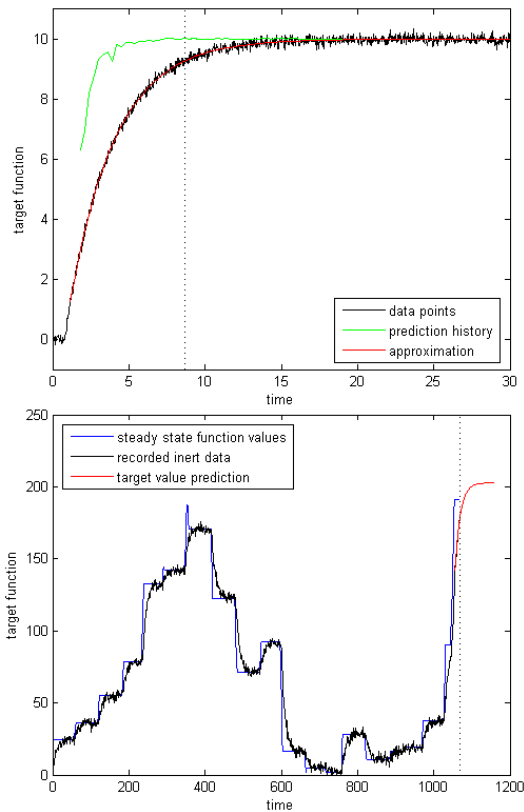 12
10
8
6
4
2
0
target function
0
5
10
15
20
25
30
time
data points
prediction history
approximation
250
200
150
100
50
0
target function
steady state function values
recorded inert data
target value prediction
0
200
400
600
800
1000
1200
time